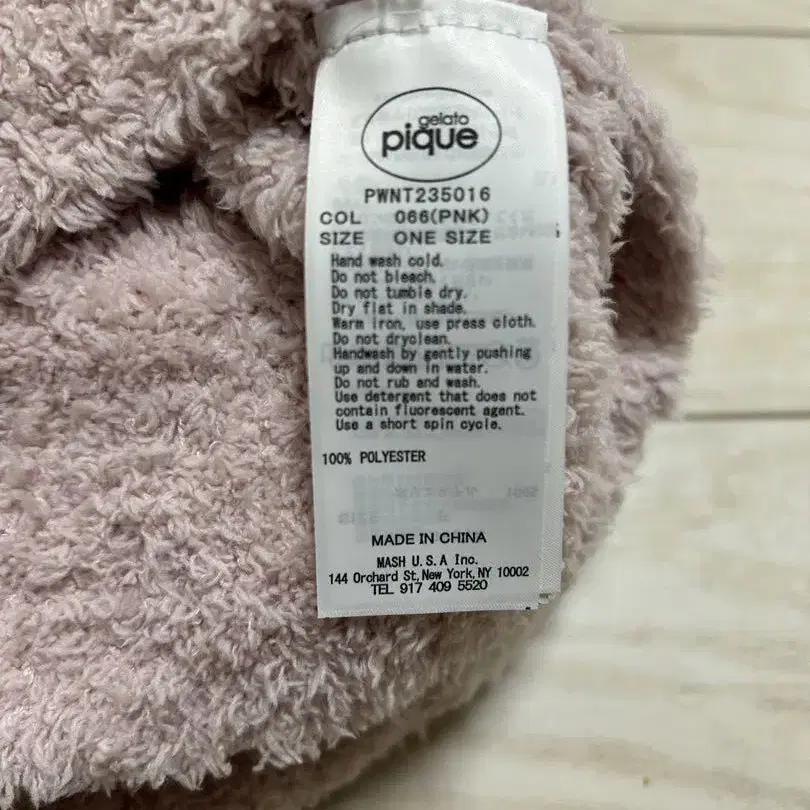 gelato
pique
PWNT235016
COL 066(PNK)
SIZE ONE SIZE
Hand wash cold.
Do not bleach.
Do not tumble dry.
Dry flat in shade.
Warm iron, use press cloth.
Do not dryclean.
Handwash by gently pushing
up and down in water.
Do not rub and wash.
Use detergent that does not
contain fluorescent agent.
Use a short spin cycle.
100% POLYESTER
MADE IN CHINA
MASH U.S.A Inc.
144 Orchard St, New York, NY 10002
TEL 917 409 5520